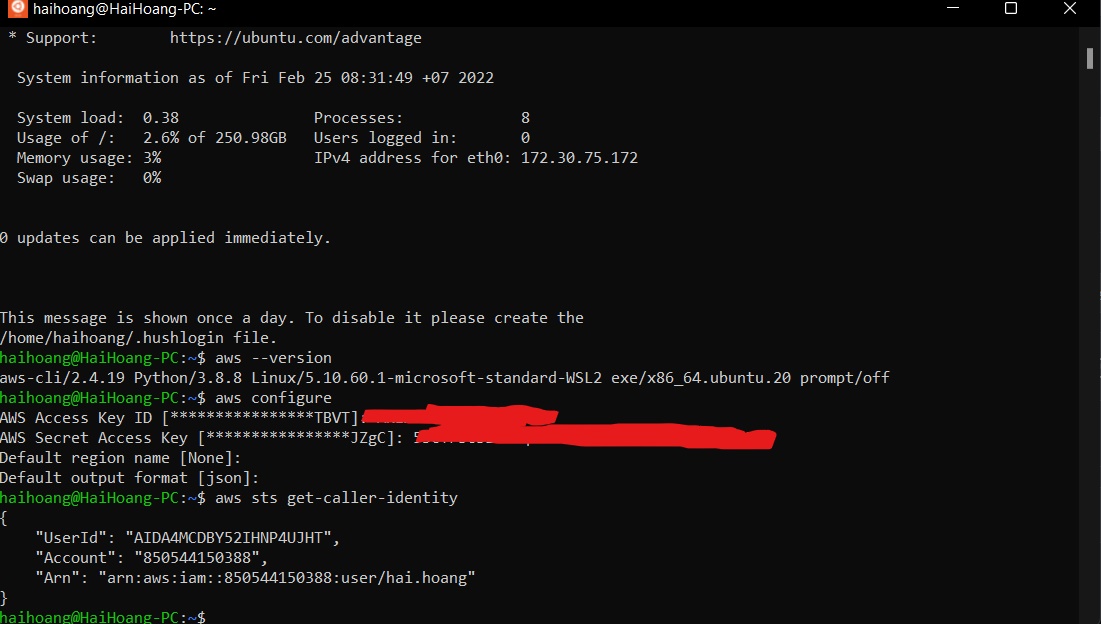 haihoang@HaiHoang-PC: ~
* Support: https://ubuntu.com/advantage
System information as of Fri Feb 25 08:31:49 +07 2022
System load: 0.38 Processes: 8
Usage of /: 2.6% of 250.98GB Users logged in: 0
Memory usage: 3% IPv4 address for eth0: 172.30.75.172
Swap usage: 0%
0 updates can be applied immediately.
This message is shown once a day. To disable it please create the
/home/haihoang/.hushlogin file.
haihoang@HaiHoang-PC:~$ aws --version
aws-cli/2.4.19 Python/3.8.8 Linux/5.10.60.1-microsoft-standard-WSL2 exe/x86_64.ubuntu.20 prompt/off
haihoang@HaiHoang-PC:~$ aws configure
AWS Access Key ID [****************TBVT]:
AWS Secret Access Key [****************JZgC]:
Default region name [None]:
Default output format [json]:
haihoang@HaiHoang-PC:~$ aws sts get-caller-identity
{
"UserId": "AIDA4MCDBY52IHNP4UJHT",
"Account": "850544150388",
"Arn": "arn:aws:iam::850544150388:user/hai.hoang"
}
haihoang@HaiHoang-PC:~$